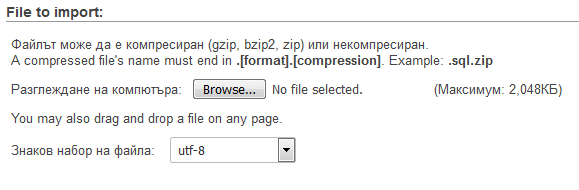 File to import:
Файлът може да е компресиран (gzip, bzip2, zip) или некомпресиран.
A compressed file's name must end in .[format].[compression]. Example: .sql.zip
Разглеждане на компютъра: Browse... No file selected. (Максимум: 2,048КБ)
You may also drag and drop a file on any page.
Знаков набор на файла: utf-8